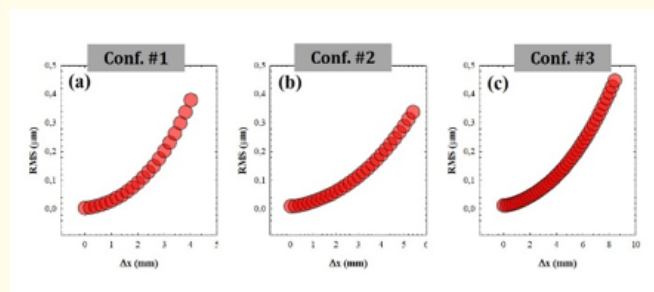 Conf. #1
Conf. #2
Conf. #3
(a)
(b)
(c)
RMS (µm)
0,5
0,4
0,3
0,2
0,1
0,0
0 1 2 3 4 5
Δx (mm)
RMS (µm)
0,5
0,4
0,3
0,2
0,1
0,0
0 1 2 3 4 5 6
Δx (mm)
RMS (µm)
0,5
0,4
0,3
0,2
0,1
0,0
0 2 4 6 8 10
Δx (mm)